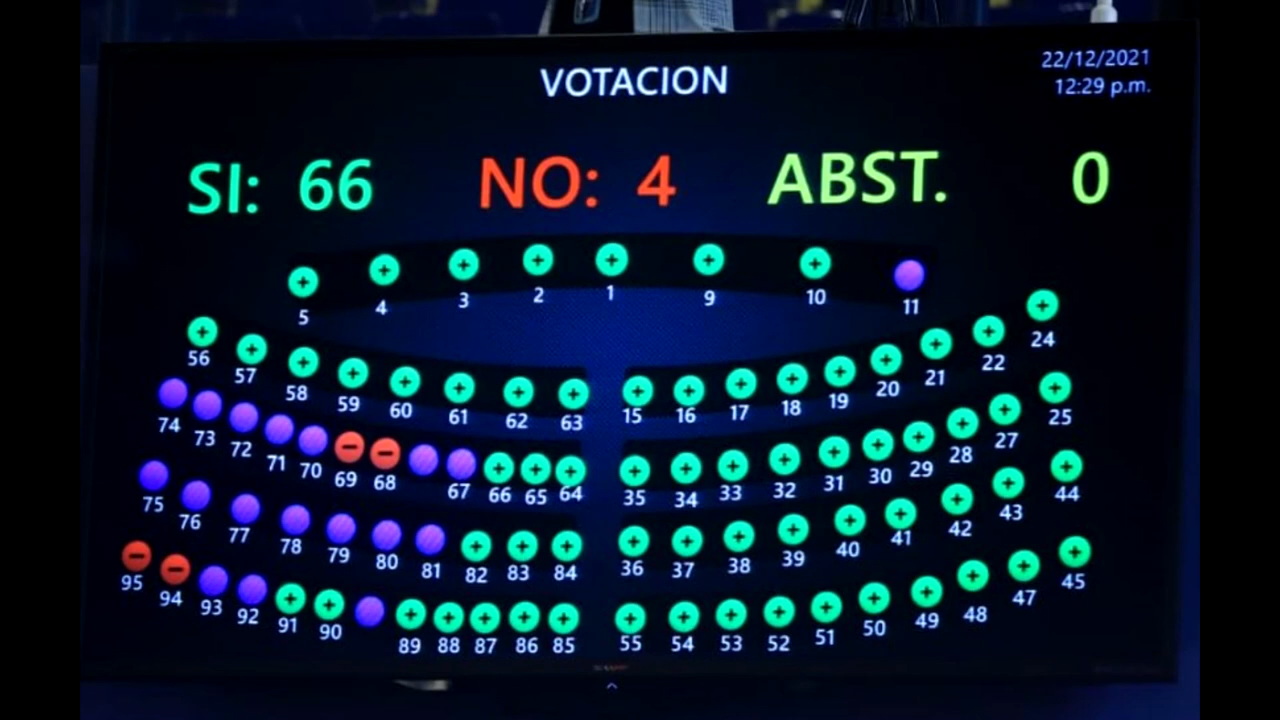 VOTACION
22/12/2021
12:29 p.m.
SI: 66 NO: 4 ABST. 0
5 4 3 2 1 9 10 11
56 57 58 59 60 61 62 63 15 16 17 18 19 20 21 22 24
74 73 72 71 70 69 68 67 66 65 64 35 34 33 32 31 30 29 28 27 25
75 76 77 78 79 80 81 82 83 84 36 37 38 39 40 41 42 43 44
95 94 93 92 91 90 89 88 87 86 85 55 54 53 52 51 50 49 48 47 45